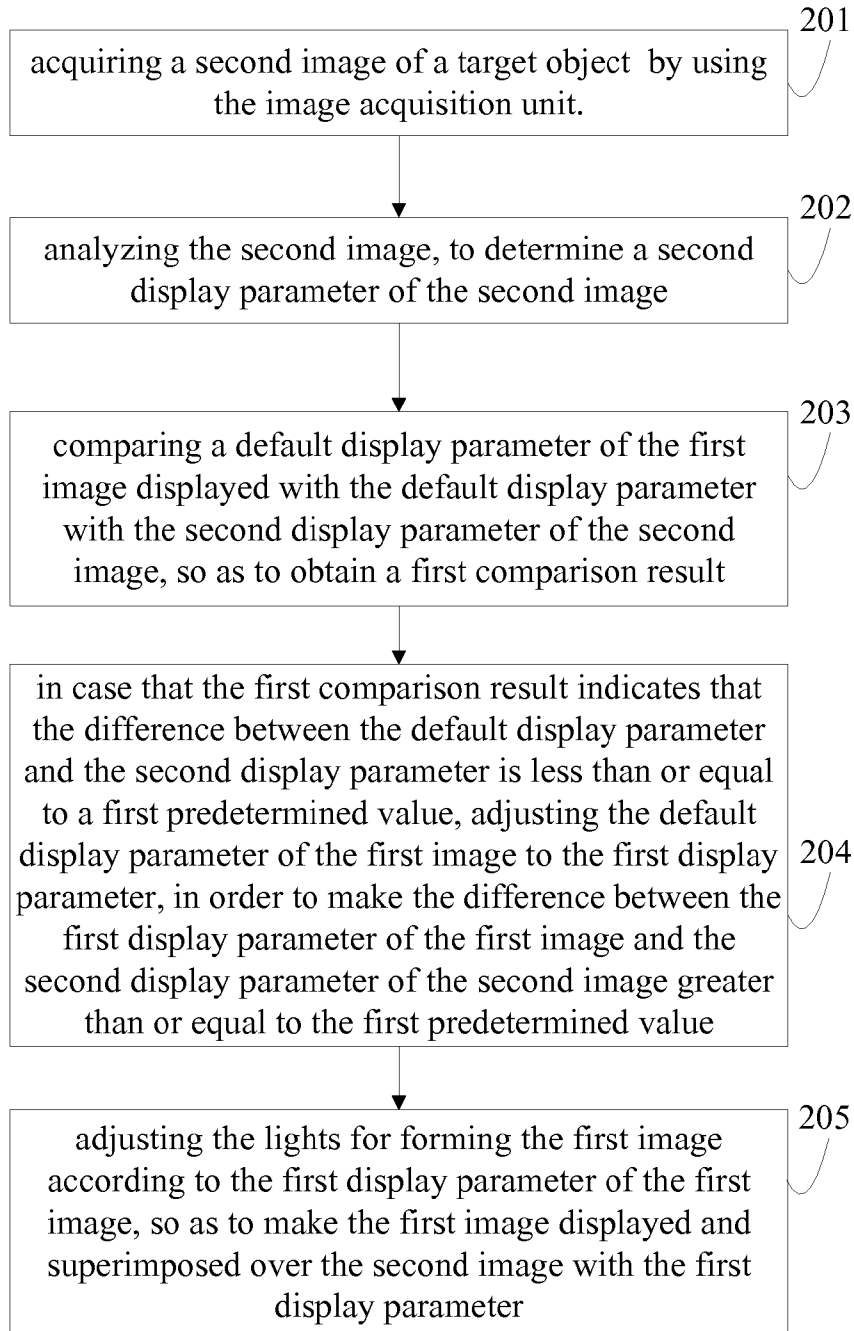 201
acquiring a second image of a target object by using
the image acquisition unit.
202
analyzing the second image, to determine a second
display parameter of the second image
203
comparing a default display parameter of the first
image displayed with the default display parameter
with the second display parameter of the second
image, so as to obtain a first comparison result
in case that the first comparison result indicates that
the difference between the default display parameter
and the second display parameter is less than or equal
to a first predetermined value, adjusting the default
display parameter of the first image to the first display
204
parameter, in order to make the difference between the
first display parameter of the first image and the
second display parameter of the second image greater
than or equal to the first predetermined value
205
adjusting the lights for forming the first image
according to the first display parameter of the first
image, so as to make the first image displayed and
superimposed over the second image with the first
display parameter